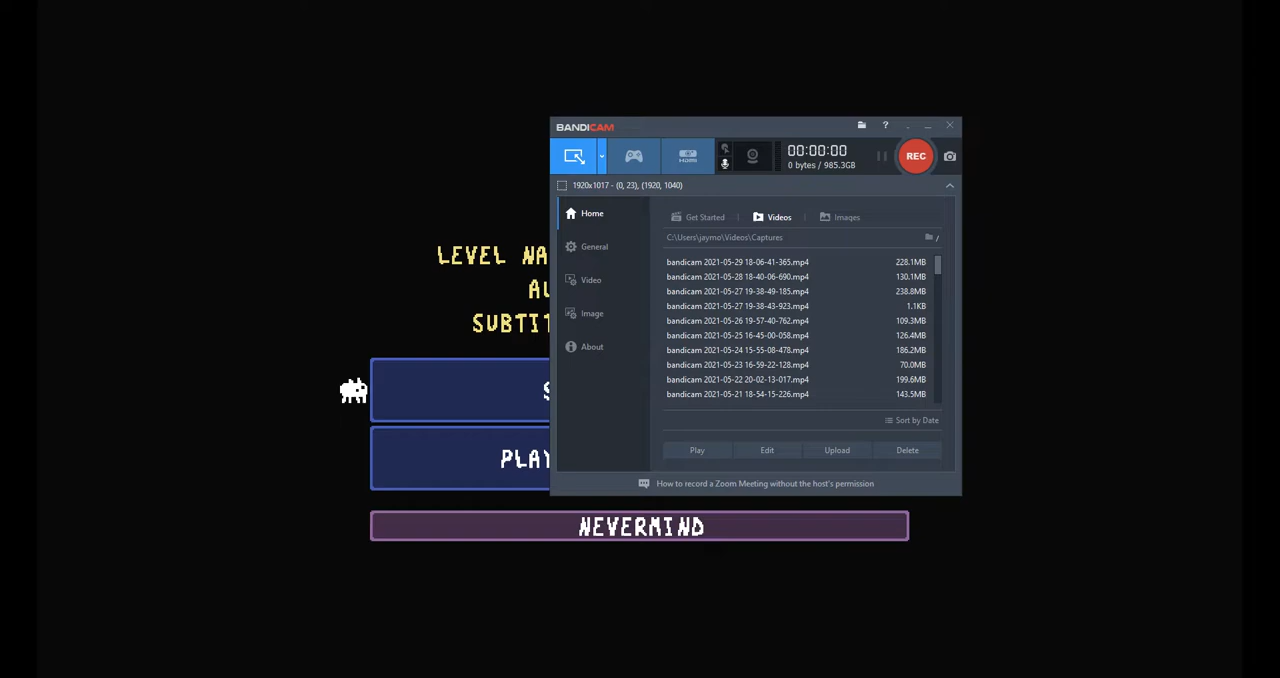 BANDICAM
HDMI
00:00:00
0 bytes / 985.3GB
REC
1920x1017 - (0, 23), (1920, 1040)
Home
General
Video
Image
About
Get Started
Videos
Images
C:\Users\jaymo\Videos\Captures
bandicam 2021-05-29 18-06-41-365.mp4 228.1MB
bandicam 2021-05-28 18-40-06-690.mp4 130.1MB
bandicam 2021-05-27 19-38-49-185.mp4 238.8MB
bandicam 2021-05-27 19-38-43-923.mp4 1.1KB
bandicam 2021-05-26 19-57-40-762.mp4 109.3MB
bandicam 2021-05-25 16-45-00-058.mp4 126.4MB
bandicam 2021-05-24 15-55-08-478.mp4 186.2MB
bandicam 2021-05-23 16-59-22-128.mp4 70.0MB
bandicam 2021-05-22 20-02-13-017.mp4 199.6MB
bandicam 2021-05-21 18-54-15-226.mp4 143.5MB
Sort by Date
Play Edit Upload Delete
How to record a Zoom Meeting without the host's permission
LEVEL NA
AU
SUBTIT
S
PLAY
NEVERMIND